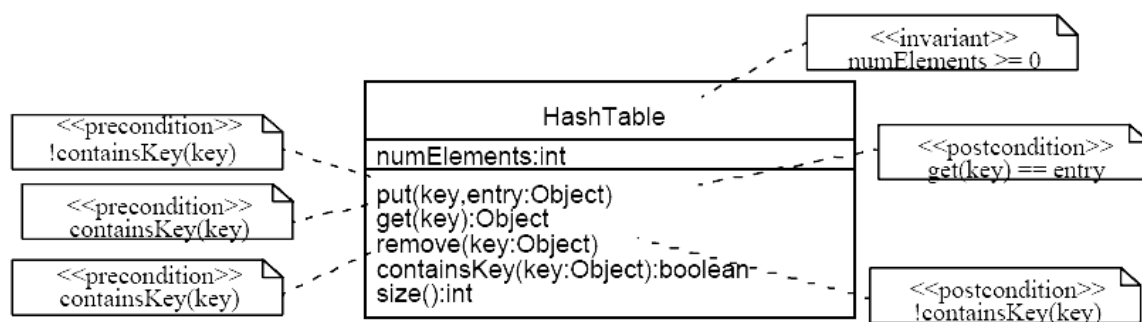 <<invariant>>
numElements >= 0
HashTable
<<precondition>>
!containsKey(key)
numElements:int
<<postcondition>>
get(key) == entry
put(key,entry:Object)
get(key):Object
remove(key:Object)
containsKey(key:Object):boolean
size():int
<<precondition>>
containsKey(key)
<<precondition>>
containsKey(key)
<<postcondition>>
!containsKey(key)